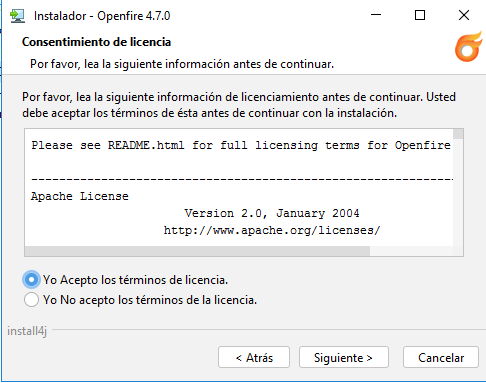 Instalador - Openfire 4.7.0
Consentimiento de licencia
Por favor, lea la siguiente información antes de continuar.
Por favor, lea la siguiente información de licenciamiento antes de continuar. Usted
debe aceptar los términos de ésta antes de continuar con la instalación.
Please see README.html for full licensing terms for Openfire
--------------------------------------------------------------
Apache License
Version 2.0, January 2004
http://www.apache.org/licenses/
Yo Acepto los términos de licencia.
Yo No acepto los términos de la licencia.
install4j
< Atrás
Siguiente >
Cancelar